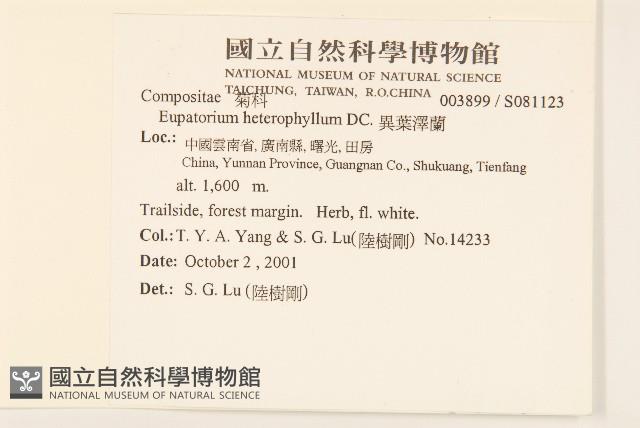 國立自然科學博物館
NATIONAL MUSEUM OF NATURAL SCIENCE
TAICHUNG, TAIWAN, R.O.CHINA
Compositae 菊科 003899 / S081123
Eupatorium heterophyllum DC. 異葉澤蘭
Loc.: 中國雲南省, 廣南縣, 曙光, 田房
China, Yunnan Province, Guangnan Co., Shukuang, Tienfang
alt. 1,600 m.
Trailside, forest margin. Herb, fl. white.
Col.: T. Y. A. Yang & S. G. Lu(陸樹剛) No.14233
Date: October 2 , 2001
Det.: S. G. Lu (陸樹剛)
國立自然科學博物館
NATIONAL MUSEUM OF NATURAL SCIENCE